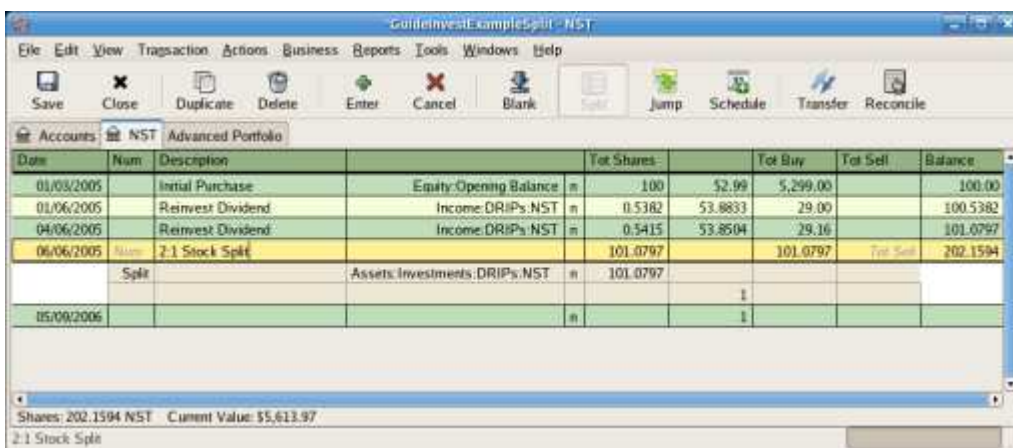 GuideInvestExampleSplit - NST
File Edit View Transaction Actions Business Reports Tools Windows Help
Save Close Duplicate Delete Enter Cancel Blank Split Jump Schedule Transfer Reconcile
Accounts NST Advanced Portfolio
Date Num Description Tot Shares Tot Buy Tot Sell Balance
01/03/2005 Initial Purchase Equity:Opening Balance n 100 52.99 5,299.00 100.00
01/06/2005 Reinvest Dividend Income:DRIPs:NST n 0.5382 53.8833 29.00 100.5382
04/06/2005 Reinvest Dividend Income:DRIPs:NST n 0.5415 53.8504 29.16 101.0797
06/06/2005 Num 2:1 Stock Split 101.0797 101.0797 Tot Sell 202.1594
Split Assets:Investments:DRIPs:NST n 101.0797
1
05/09/2006 n 1
Shares: 202.1594 NST Current Value: $5,613.97
2:1 Stock Split